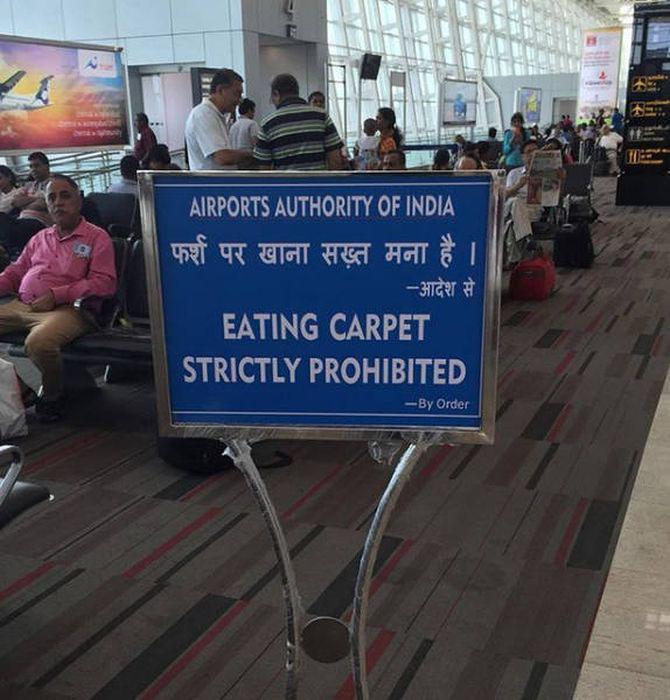 AIRPORTS AUTHORITY OF INDIA
फर्श पर खाना सख़्त मना है ।
—आदेश से
EATING CARPET
STRICTLY PROHIBITED
—By Order